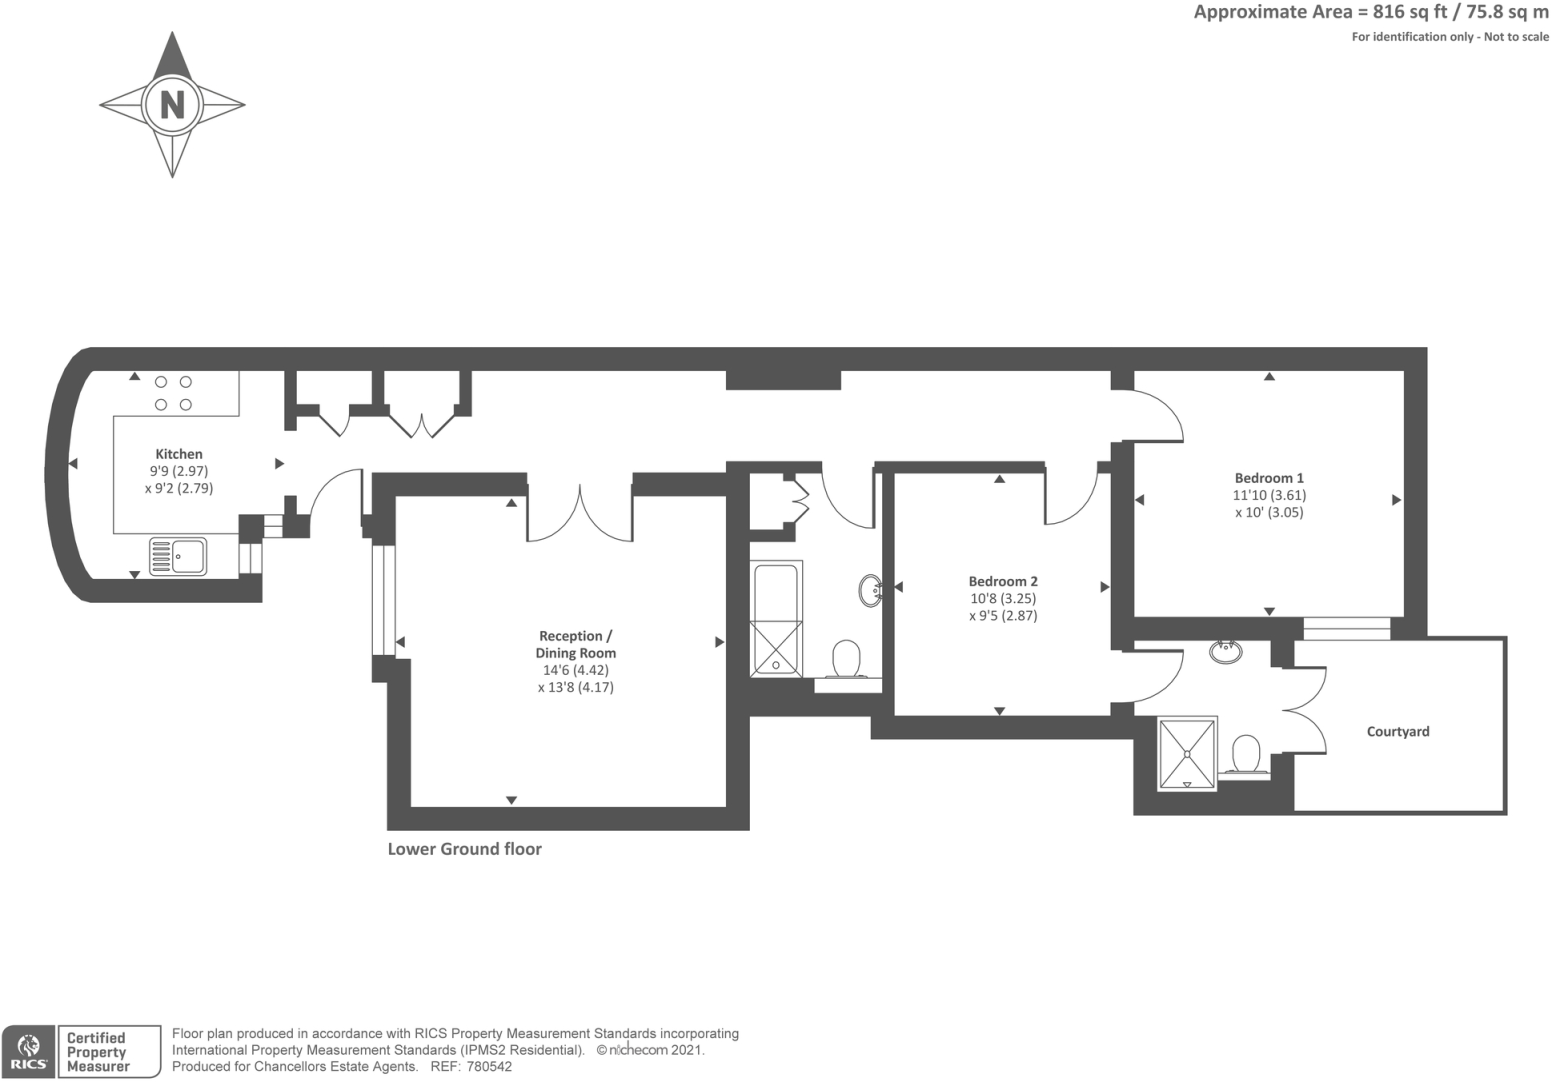 Approximate Area = 816 sq ft / 75.8 sq m
For identification only - Not to scale
N
Kitchen
9'9 (2.97)
x 9'2 (2.79)
Bedroom 1
11'10 (3.61)
x 10' (3.05)
Bedroom 2
10'8 (3.25)
x 9'5 (2.87)
Reception /
Dining Room
14'6 (4.42)
x 13'8 (4.17)
Courtyard
Lower Ground floor
RICS
Certified
Property
Measurer
Floor plan produced in accordance with RICS Property Measurement Standards incorporating
International Property Measurement Standards (IPMS2 Residential). © nichecom 2021.
Produced for Chancellors Estate Agents. REF: 780542